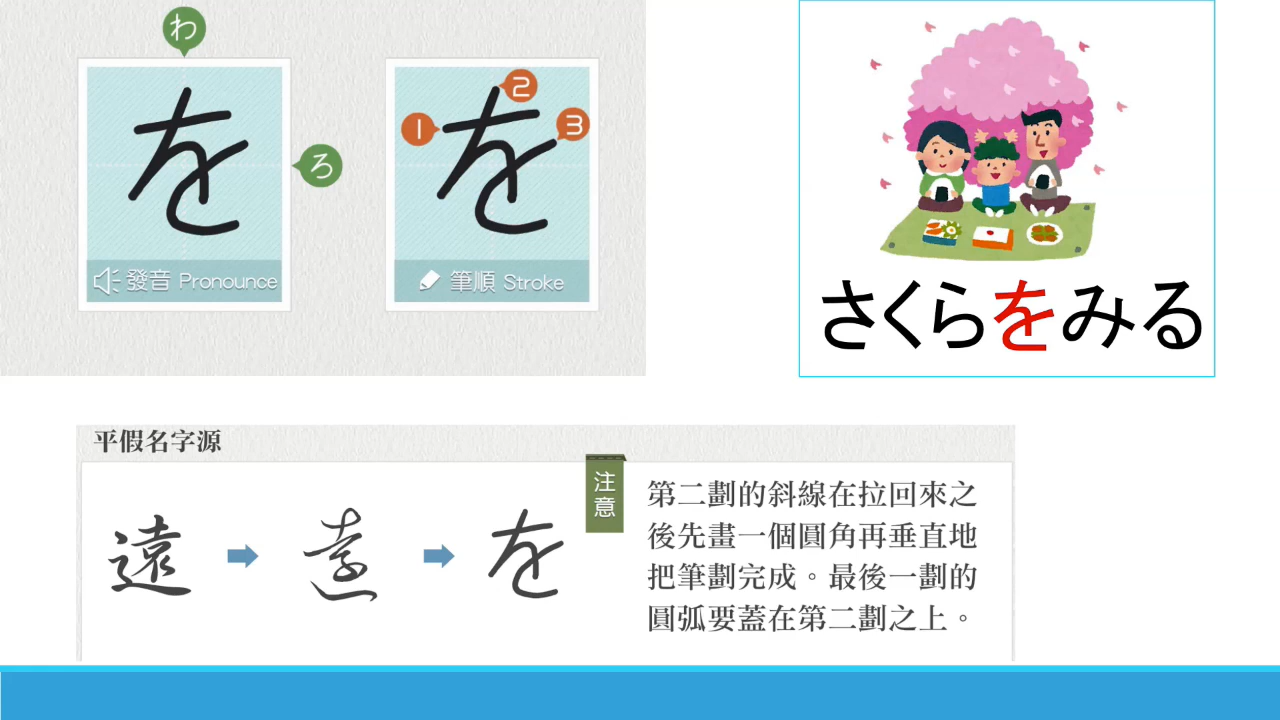 わ
を
ろ
發音 Pronounce
を
1
2
3
筆順 Stroke
さくらをみる
平假名字源
遠
を
注意
第二劃的斜線在拉回來之
後先畫一個圓角再垂直地
把筆劃完成。最後一劃的
圓弧要蓋在第二劃之上。